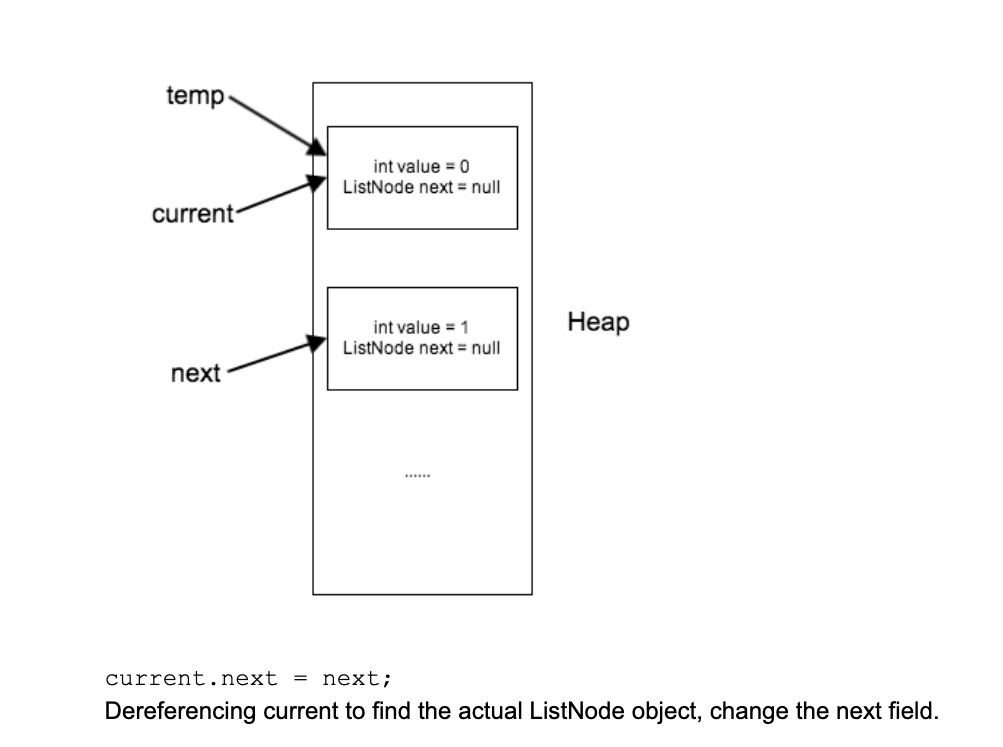 temp
int value = 0
ListNode next = null
current
int value = 1
ListNode next = null
Heap
next
......
current.next = next;
Dereferencing current to find the actual ListNode object, change the next field.